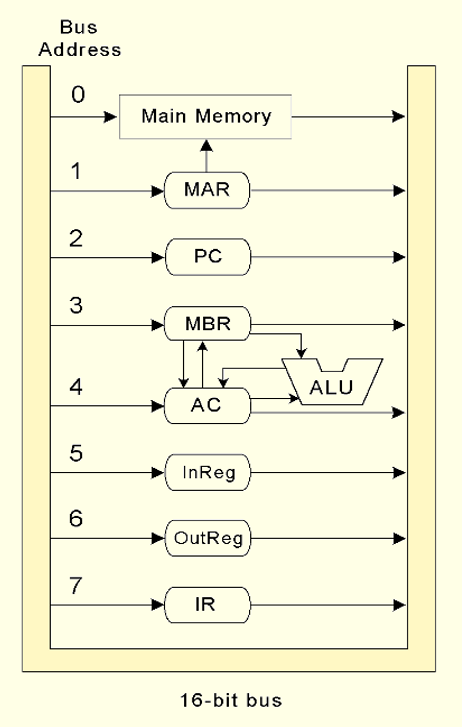 Bus
Address
0
Main Memory
1
MAR
2
PC
3
MBR
ALU
4
AC
5
InReg
6
OutReg
7
IR
16-bit bus